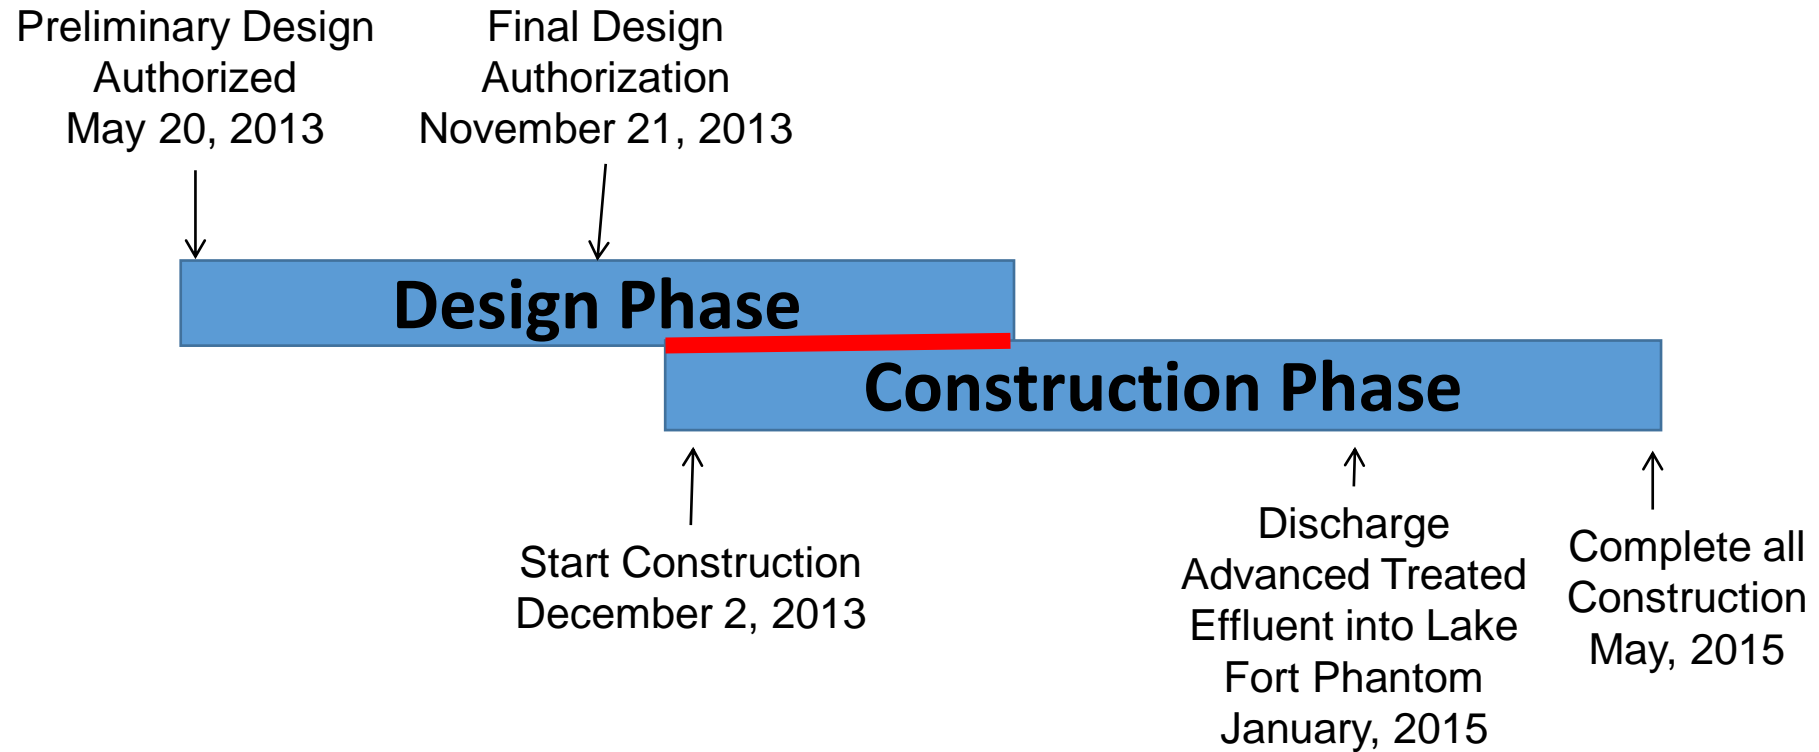 Preliminary Design
Authorized
May 20, 2013
Final Design
Authorization
November 21, 2013
Design Phase
Construction Phase
Start Construction
December 2, 2013
Discharge
Advanced Treated
Effluent into Lake
Fort Phantom
January, 2015
Complete all
Construction
May, 2015